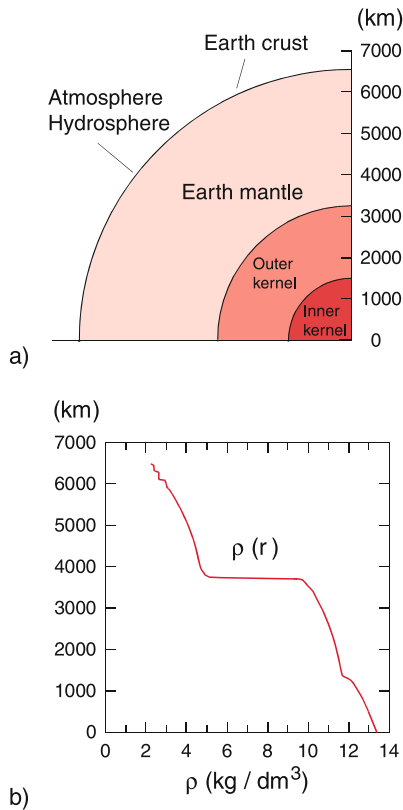 (km)
Earth crust
7000
Atmosphere
Hydrosphere
6000
5000
Earth mantle
4000
3000
Outer
kernel
2000
1000
Inner
kernel
0
a)
(km)
7000
6000
5000
ρ (r )
4000
3000
2000
1000
0
0 2 4 6 8 10 12 14
ρ (kg / dm³)
b)